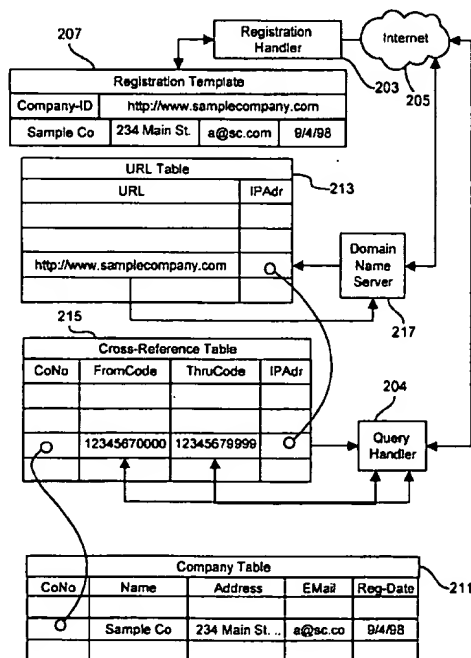 207
Registration
Handler
Internet
203
205
Registration Template
Company-ID http://www.samplecompany.com
Sample Co 234 Main St. a@sc.com 9/4/98
URL Table
URL IPAdr
213
http://www.samplecompany.com
Domain
Name
Server
217
215
Cross-Reference Table
CoNo FromCode ThruCode IPAdr
12345670000 12345679999
204
Query
Handler
Company Table
CoNo Name Address EMail Reg-Date
211
Sample Co 234 Main St. .. a@sc.co 9/4/98